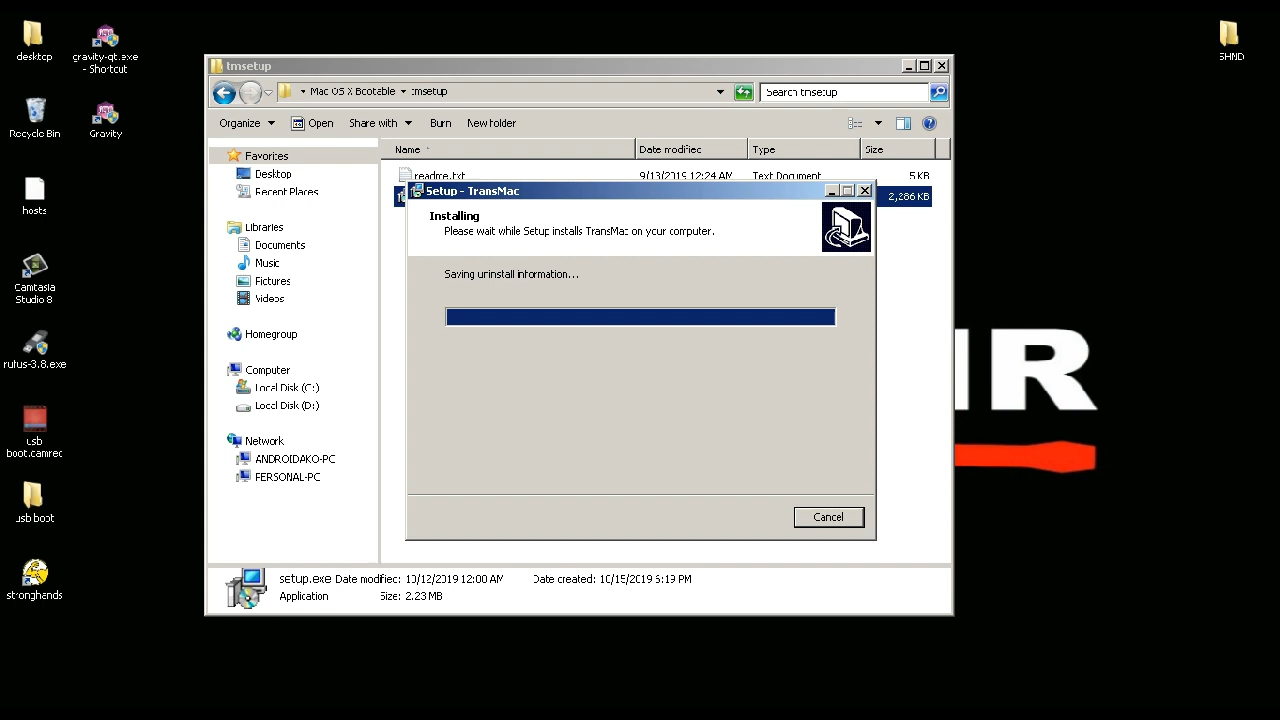 desktop
gravity-qt.exe
- Shortcut
SHND
Recycle Bin
Gravity
hosts
Camtasia
Studio 8
rufus-3.8.exe
usb
boot.camrec
usb boot
stronghands
tmsetup
Mac OS X Bootable
tmsetup
Search tmsetup
Organize
Open
Share with
Burn
New folder
Name
Date modified
Type
Size
Favorites
Desktop
Recent Places
Libraries
Documents
Music
Pictures
Videos
Homegroup
Computer
Local Disk (C:)
Local Disk (D:)
Network
ANDROIDAKO-PC
PERSONAL-PC
readme.txt
9/13/2019 12:24 AM
Text Document
5 KB
2,286 KB
Setup - TransMac
Installing
Please wait while Setup installs TransMac on your computer.
Saving uninstall information...
Cancel
setup.exe Date modified: 10/12/2019 12:00 AM
Date created: 10/15/2019 6:19 PM
Application
Size: 2.23 MB
IR